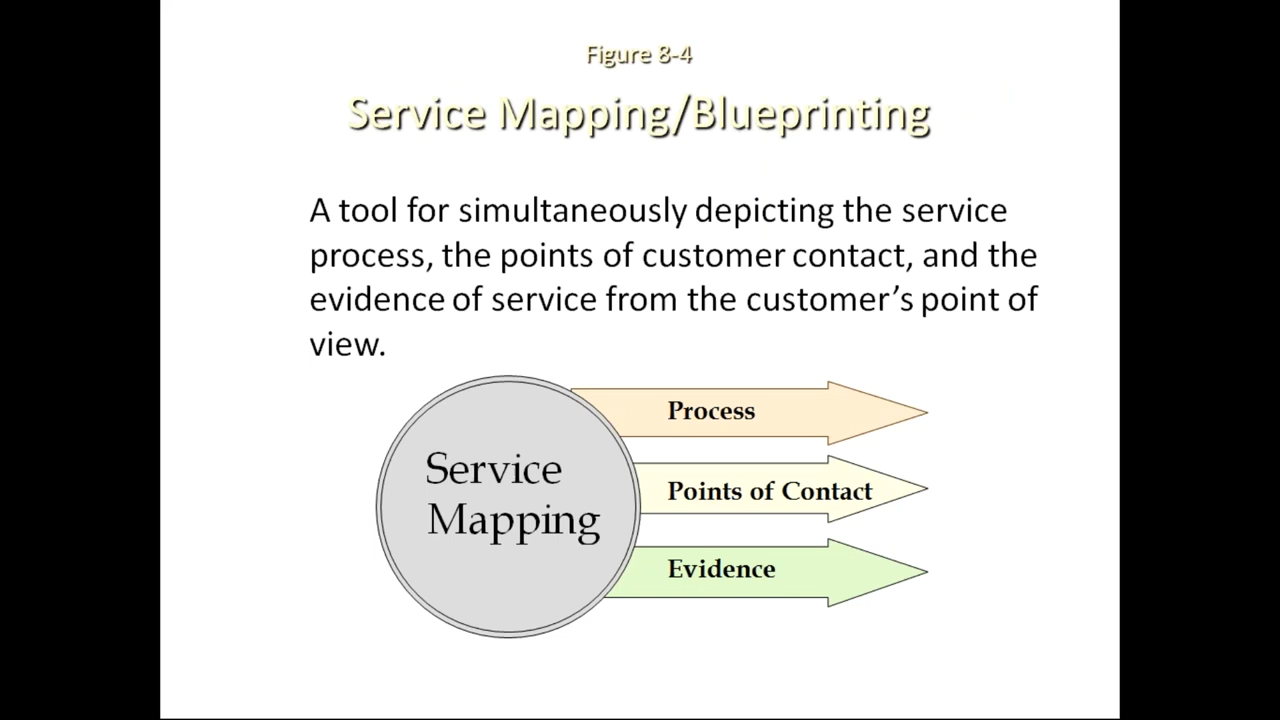 Figure 8-4
Service Mapping/Blueprinting
A tool for simultaneously depicting the service
process, the points of customer contact, and the
evidence of service from the customer’s point of
view.
Service
Mapping
Process
Points of Contact
Evidence